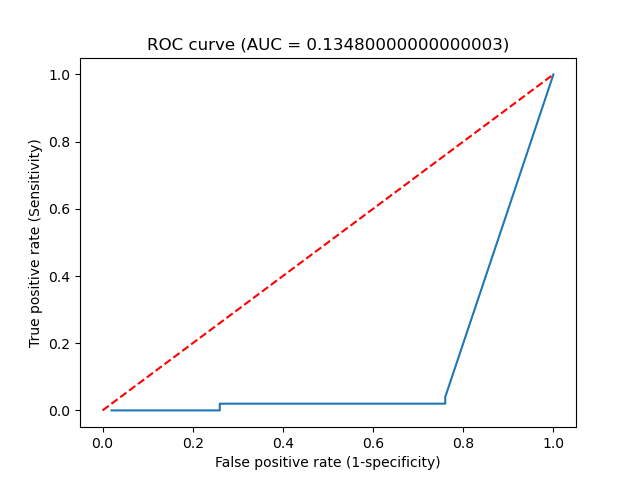 ROC curve (AUC = 0.13480000000000003)
1.0
0.8
0.6
0.4
0.2
0.0
True positive rate (Sensitivity)
0.0 0.2 0.4 0.6 0.8 1.0
False positive rate (1-specificity)